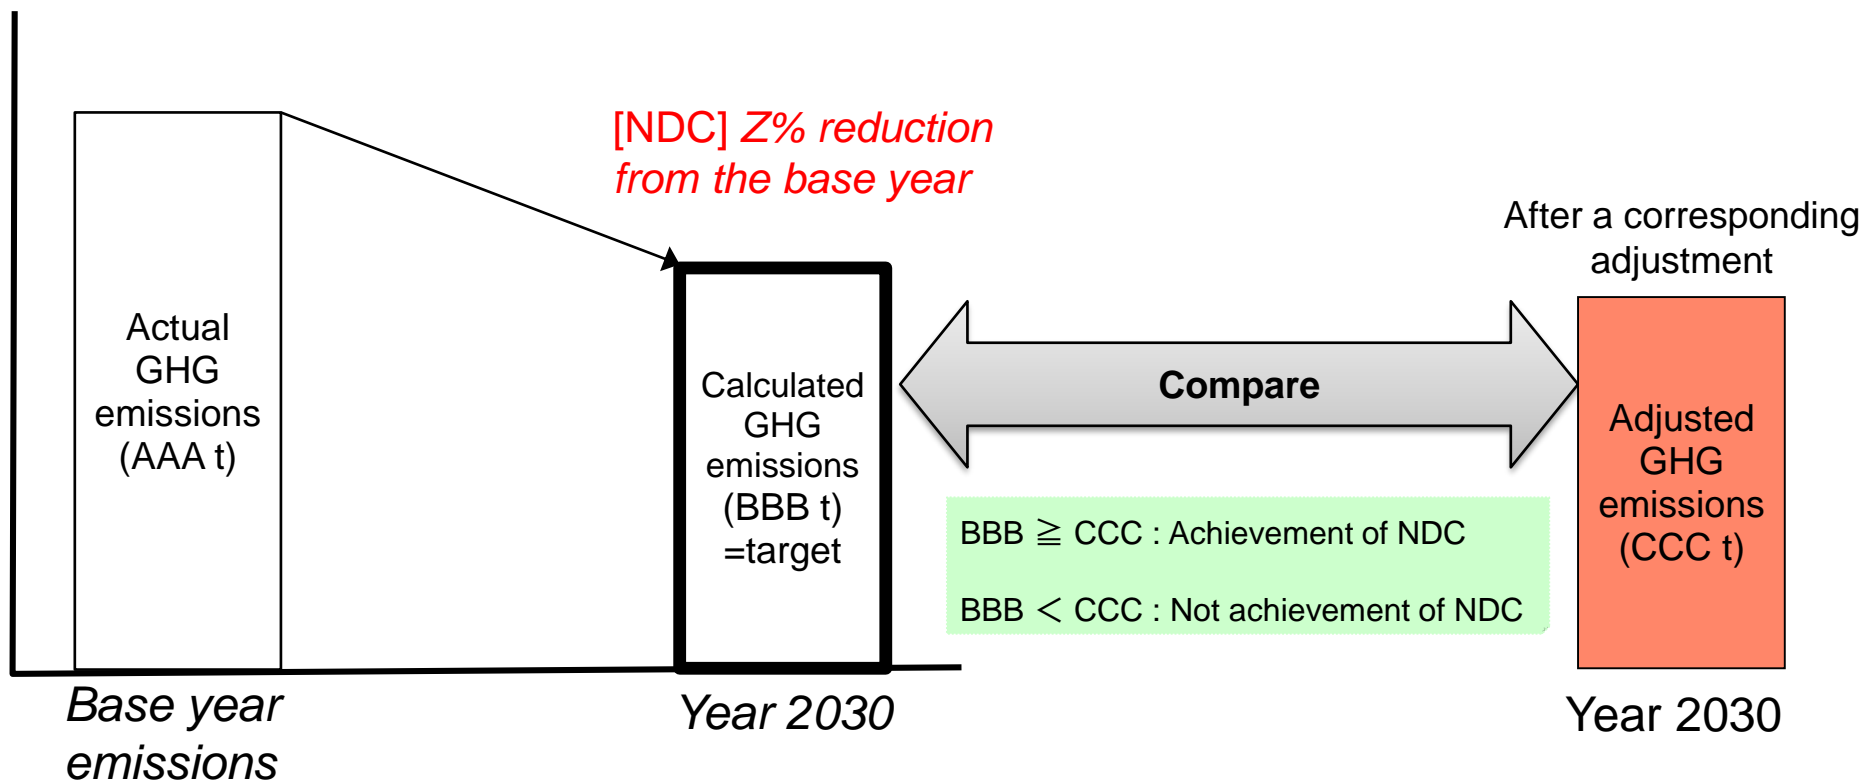 [NDC] Z% reduction
from the base year
After a corresponding
adjustment
Actual
GHG
emissions
(AAA t)
Calculated
GHG
emissions
(BBB t)
=target
Compare
Adjusted
GHG
emissions
(CCC t)
BBB ≧ CCC : Achievement of NDC
BBB < CCC : Not achievement of NDC
Base year
emissions
Year 2030
Year 2030